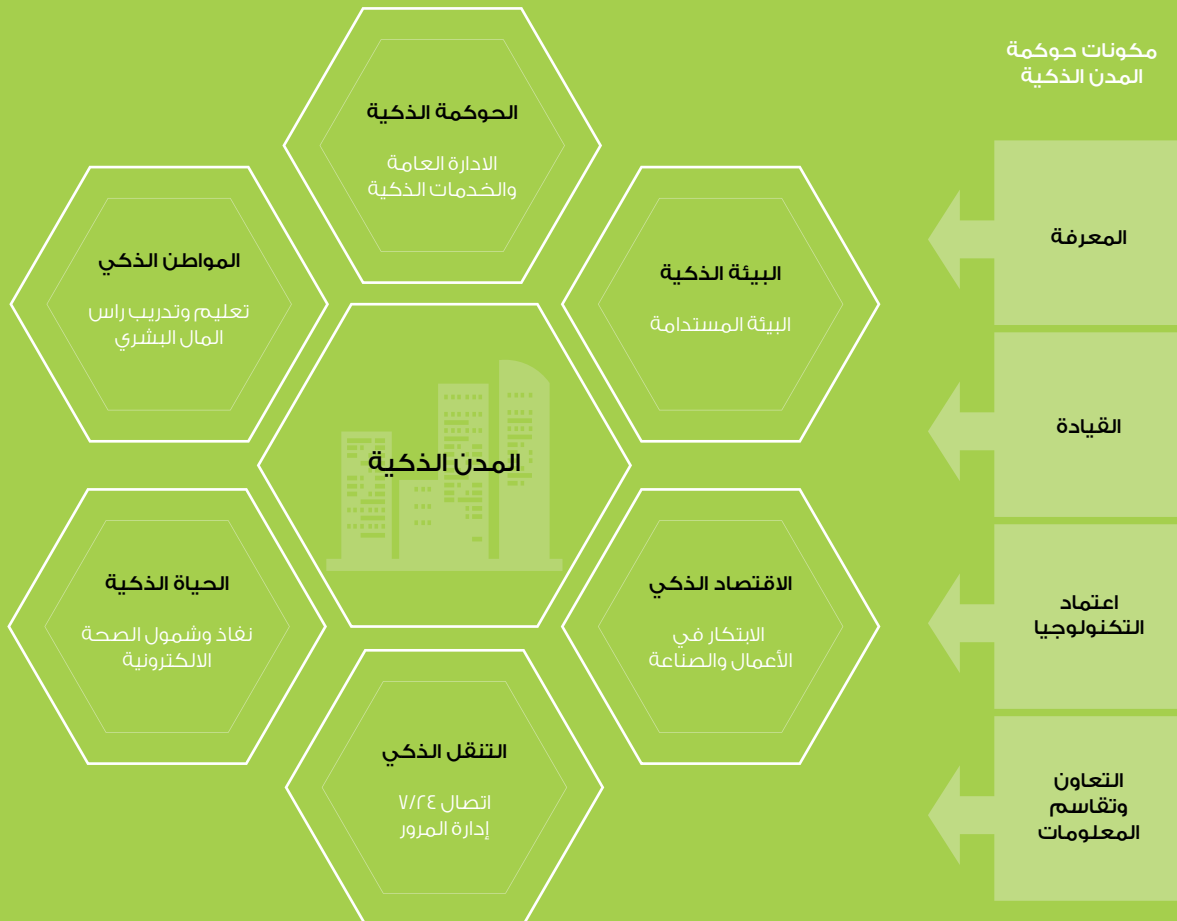 مكونات حوكمة
المدن الذكية
المعرفة
القيادة
اعتماد
التكنولوجيا
التعاون
وتقاسم
المعلومات
الحوكمة الذكية
الادارة العامة
والخدمات الذكية
البيئة الذكية
البيئة المستدامة
المواطن الذكي
تعليم وتدريب راس
المال البشري
المدن الذكية
الاقتصاد الذكي
الابتكار في
الأعمال والصناعة
الحياة الذكية
نفاذ وشمول الصحة
الالكترونية
التنقل الذكي
اتصال ٧/٢٤
إدارة المرور